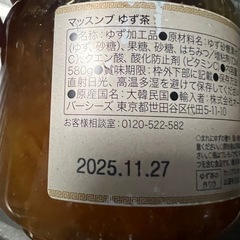 マッスンブ ゆず茶
●名称:ゆず加工品●原材料名:ゆず砂糖漬
(ゆず、砂糖)、果糖、砂糖、はちみつ
C)、クエン酸、酸化防止剤(ビタミン
580g●賞味期限:枠外下部に記載●
直射日光、高温多湿を避けて保存
●原産国名:大韓民国●輸入者:株式会社
バーシーズ 東京都世田谷区代田5-11-10
お客様相談室:0120-522-582
2025.11.27